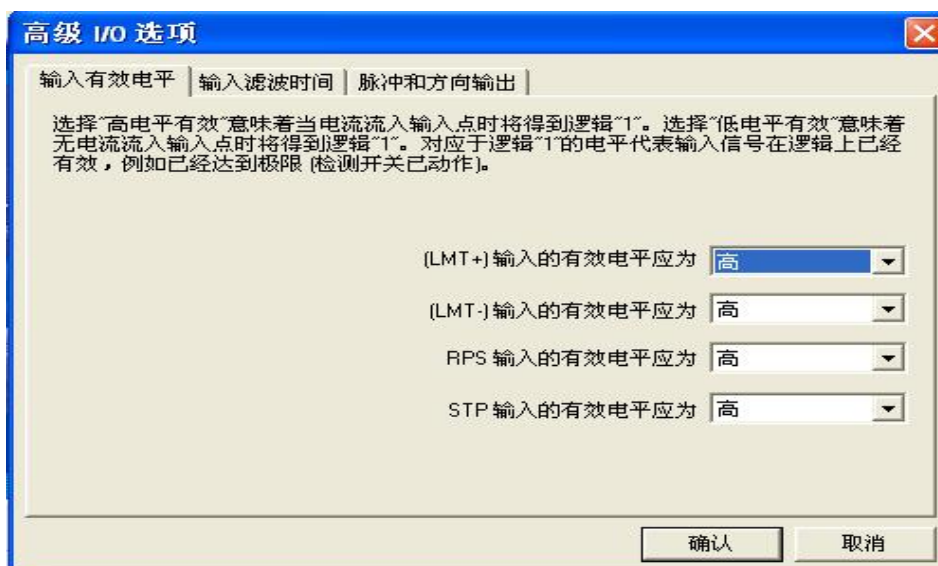 高级 I/O 选项
输入有效电平 输入滤波时间 脉冲和方向输出
选择"高电平有效"意味着当电流流入输入点时将得到逻辑"1"。选择"低电平有效"意味着
无电流流入输入点时将得到逻辑"1"。对应于逻辑"1"的电平代表输入信号在逻辑上已经
有效，例如已经达到极限 (检测开关已动作)。
(LMT+) 输入的有效电平应为 高
(LMT-) 输入的有效电平应为 高
RPS 输入的有效电平应为 高
STP 输入的有效电平应为 高
确认 取消